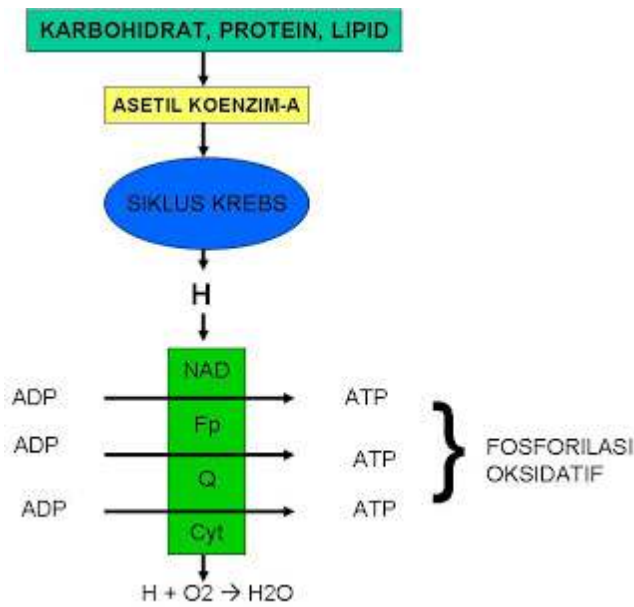 KARBOHIDRAT, PROTEIN, LIPID
ASETIL KOENZIM-A
SIKLUS KREBS
H
NAD
ADP ATP
Fp
ADP ATP
Q
ADP ATP
Cyt
FOSFORILASI
OKSIDATIF
H + O2 → H2O